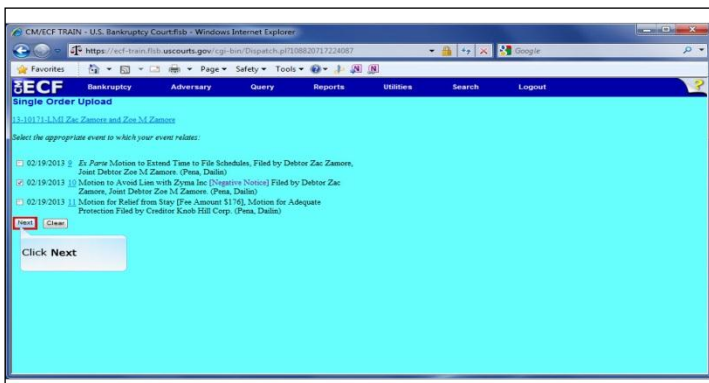 CM/ECF TRAIN - U.S. Bankruptcy Court:flsb - Windows Internet Explorer
https://ecf-train.flsb.uscourts.gov/cgi-bin/Dispatch.pl?108820717224087
Google
Favorites Page Safety Tools
ECF Bankruptcy Adversary Query Reports Utilities Search Logout ?
Single Order Upload
13-10171-LMI Zac Zamore and Zoe M Zamore
Select the appropriate event to which your event relates:
02/19/2013 9 Ex Parte Motion to Extend Time to File Schedules, Filed by Debtor Zac Zamore,
Joint Debtor Zoe M Zamore. (Pena, Dailin)
02/19/2013 10 Motion to Avoid Lien with Zyma Inc [Negative Notice] Filed by Debtor Zac
Zamore, Joint Debtor Zoe M Zamore. (Pena, Dailin)
02/19/2013 11 Motion for Relief from Stay [Fee Amount $176], Motion for Adequate
Protection Filed by Creditor Knob Hill Corp. (Pena, Dailin)
Next Clear
Click Next